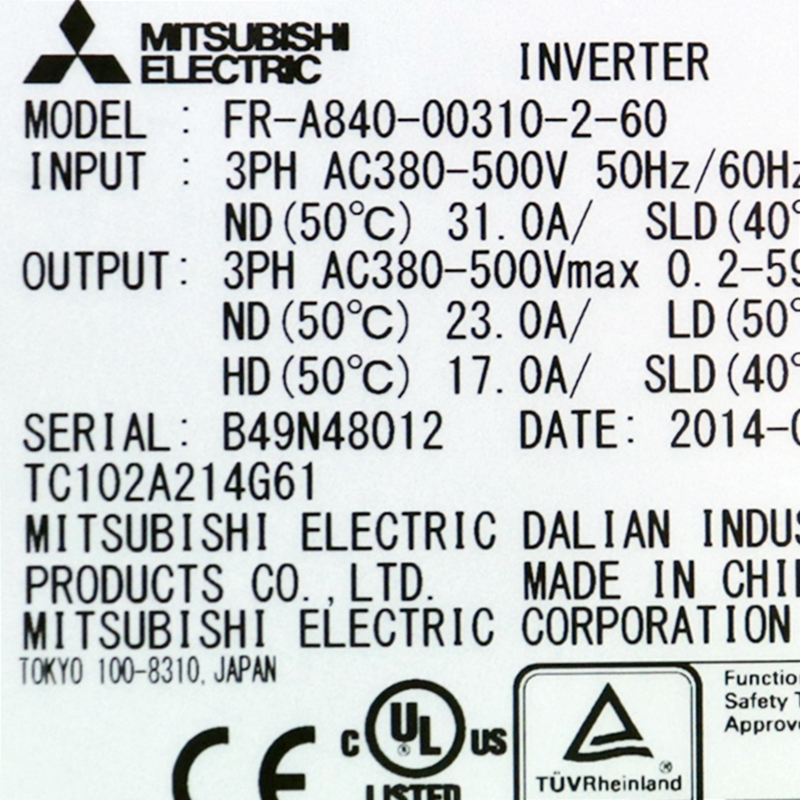 MITSUBISHI
ELECTRIC
INVERTER
MODEL : FR-A840-00310-2-60
INPUT : 3PH AC380-500V 50Hz/60Hz
ND(50℃) 31.0A/ SLD(40°
OUTPUT: 3PH AC380-500Vmax 0.2-59
ND(50℃) 23.0A/ LD(50°
HD(50℃) 17.0A/ SLD(40°
SERIAL: B49N48012 DATE: 2014-0
TC102A214G61
MITSUBISHI ELECTRIC DALIAN INDUS
PRODUCTS CO.,LTD. MADE IN CHI
MITSUBISHI ELECTRIC CORPORATION
TOKYO 100-8310, JAPAN
Functio
Safety T
Approve
CE
C UL ® US
LISTED
®
TÜVRheinland